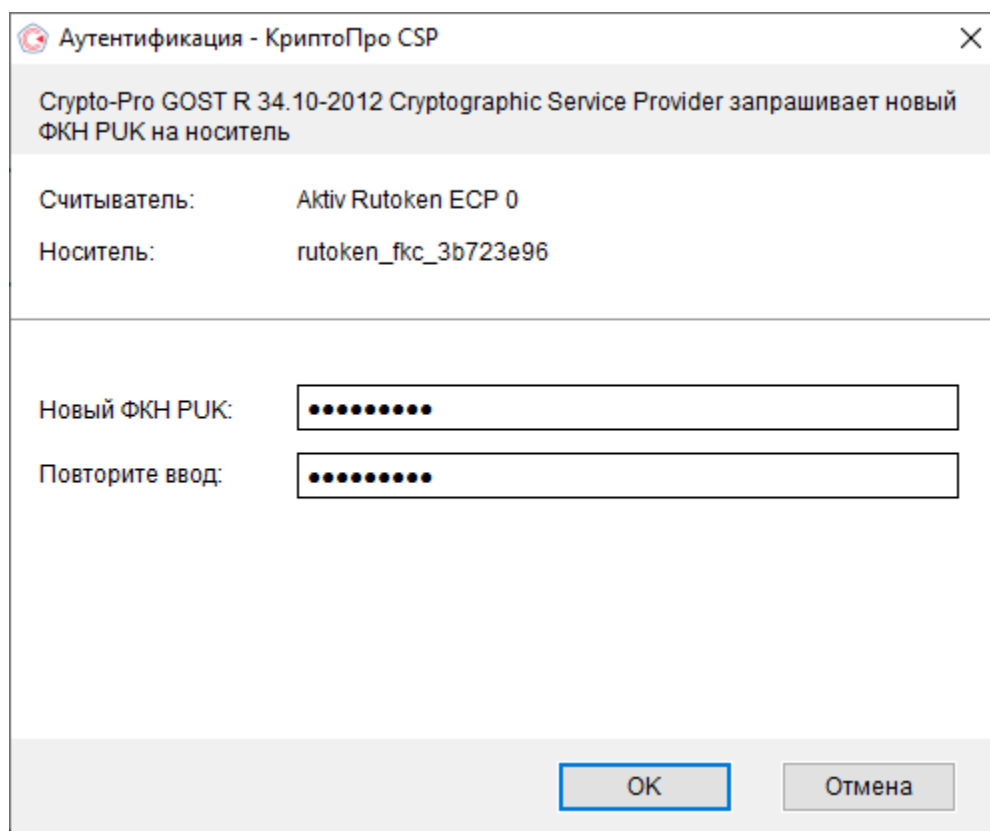 Аутентификация - КриптоПро CSP
Crypto-Pro GOST R 34.10-2012 Cryptographic Service Provider запрашивает новый
ФКН PUK на носитель
Считыватель: Aktiv Rutoken ECP 0
Носитель: rutoken_fkc_3b723e96
Новый ФКН PUK: ●●●●●●●●●
Повторите ввод: ●●●●●●●●●
OK Отмена